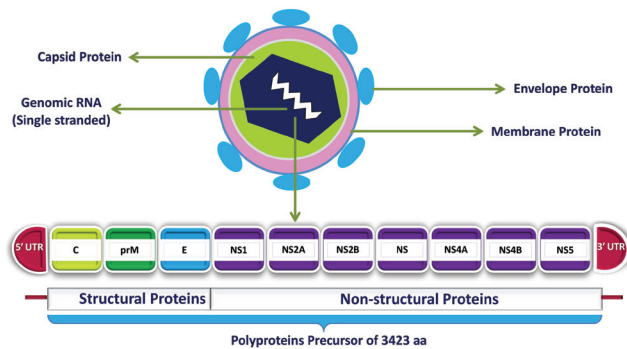 Capsid Protein
Genomic RNA
(Single stranded)
Envelope Protein
Membrane Protein
5' UTR
C
prM
E
NS1
NS2A
NS2B
NS
NS4A
NS4B
NS5
3' UTR
Structural Proteins
Non-structural Proteins
Polyproteins Precursor of 3423 aa